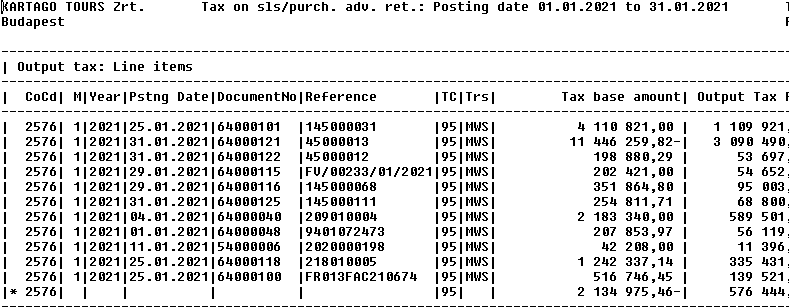 KARTAGO TOURS Zrt. Tax on sls/purch. adv. ret.: Posting date 01.01.2021 to 31.01.2021
Budapest
| Output tax: Line items
| CoCd| M|Year|Pstng Date|DocumentNo|Reference |TC|Trs| Tax base amount| Output Tax
| 2576| 1|2021|25.01.2021|64000101 |145000031 |95|MWS| 4 110 821,00 | 1 109 921,
| 2576| 1|2021|31.01.2021|64000121 |45000013 |95|MWS| 11 446 259,82-| 3 090 490,
| 2576| 1|2021|31.01.2021|64000122 |45000012 |95|MWS| 198 880,29 | 53 697,
| 2576| 1|2021|29.01.2021|64000115 |FV/00233/01/2021|95|MWS| 202 421,00 | 54 652,
| 2576| 1|2021|29.01.2021|64000116 |145000068 |95|MWS| 351 864,80 | 95 003,
| 2576| 1|2021|31.01.2021|64000125 |145000111 |95|MWS| 254 811,71 | 68 800,
| 2576| 1|2021|04.01.2021|64000040 |209010004 |95|MWS| 2 183 340,00 | 589 501,
| 2576| 1|2021|01.01.2021|64000048 |9401072473 |95|MWS| 207 853,97 | 56 119,
| 2576| 1|2021|11.01.2021|54000006 |2020000198 |95|MWS| 42 208,00 | 11 396,
| 2576| 1|2021|25.01.2021|64000118 |218010005 |95|MWS| 1 242 337,14 | 335 431,
| 2576| 1|2021|25.01.2021|64000100 |FR013FAC210674 |95|MWS| 516 746,45 | 139 521,
|* 2576| | | | | |95| | 2 134 975,46-| 576 444,